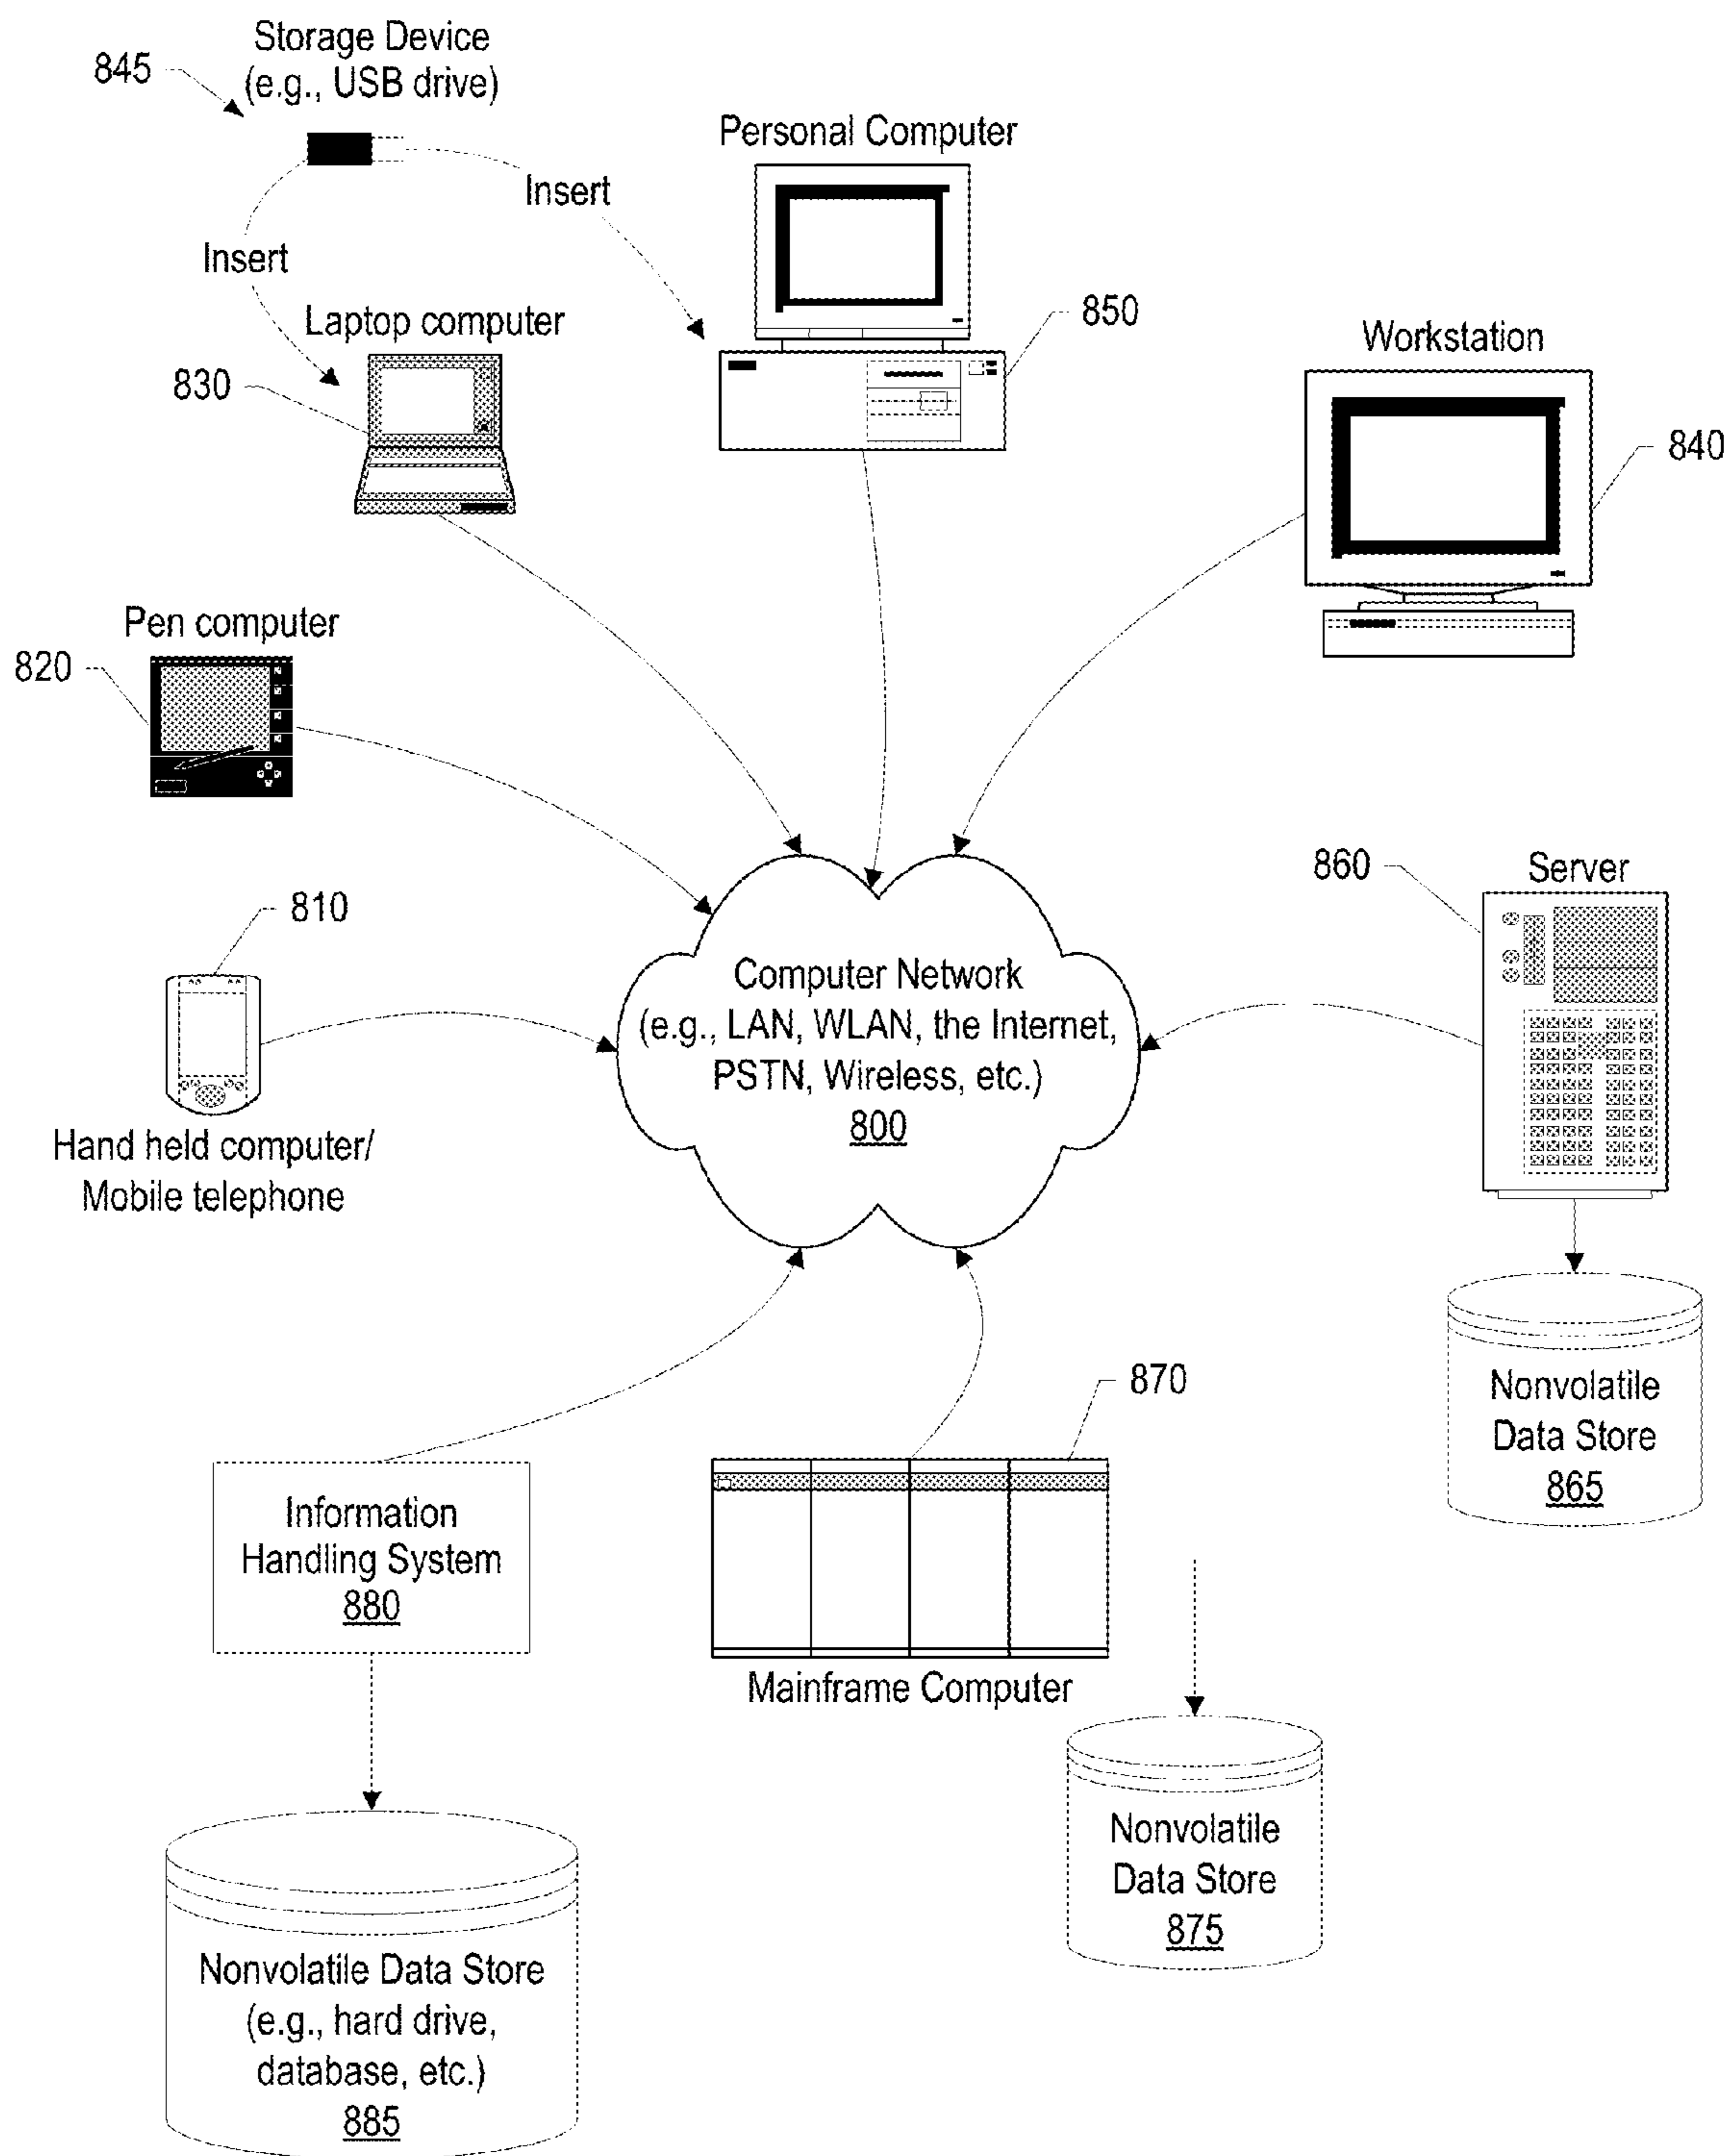 Storage Device
(e.g., USB drive)
845
Insert
Insert
Personal Computer
850
Laptop computer
830
Workstation
840
Pen computer
820
810
Hand held computer/
Mobile telephone
Computer Network
(e.g., LAN, WLAN, the Internet,
PSTN, Wireless, etc.)
800
860
Server
Nonvolatile
Data Store
865
870
Mainframe Computer
Information
Handling System
880
Nonvolatile
Data Store
875
Nonvolatile Data Store
(e.g., hard drive,
database, etc.)
885